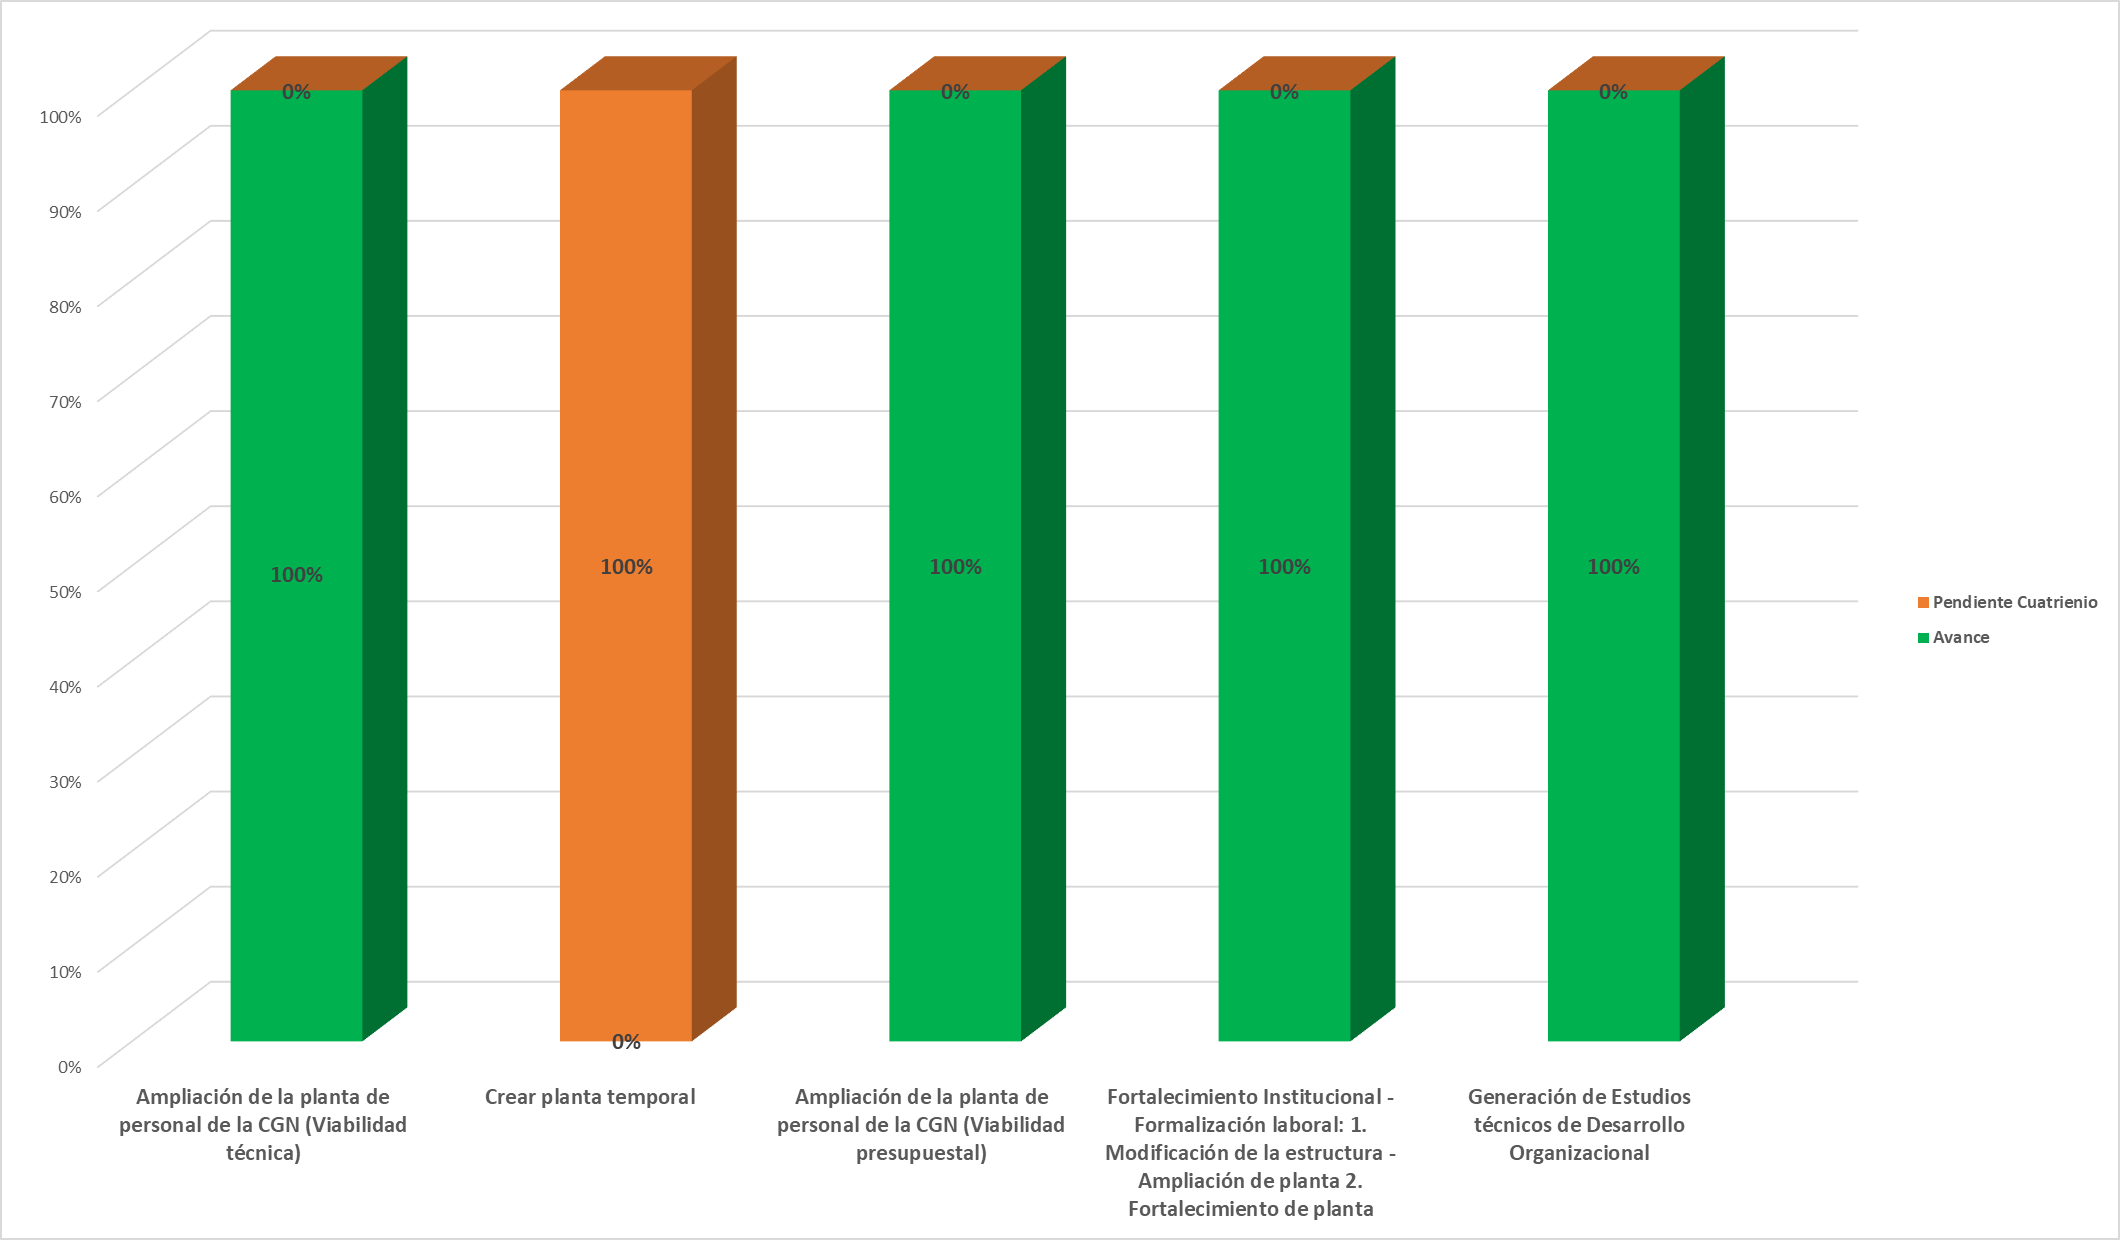 100%
90%
80%
70%
60%
50%
40%
30%
20%
10%
0%
0%
100%
100%
0%
0%
100%
0%
100%
0%
100%
Ampliación de la planta de
personal de la CGN (Viabilidad
técnica)
Crear planta temporal
Ampliación de la planta de
personal de la CGN (Viabilidad
presupuestal)
Fortalecimiento Institucional -
Formalización laboral: 1.
Modificación de la estructura -
Ampliación de planta 2.
Fortalecimiento de planta
Generación de Estudios
técnicos de Desarrollo
Organizacional
Pendiente Cuatrienio
Avance